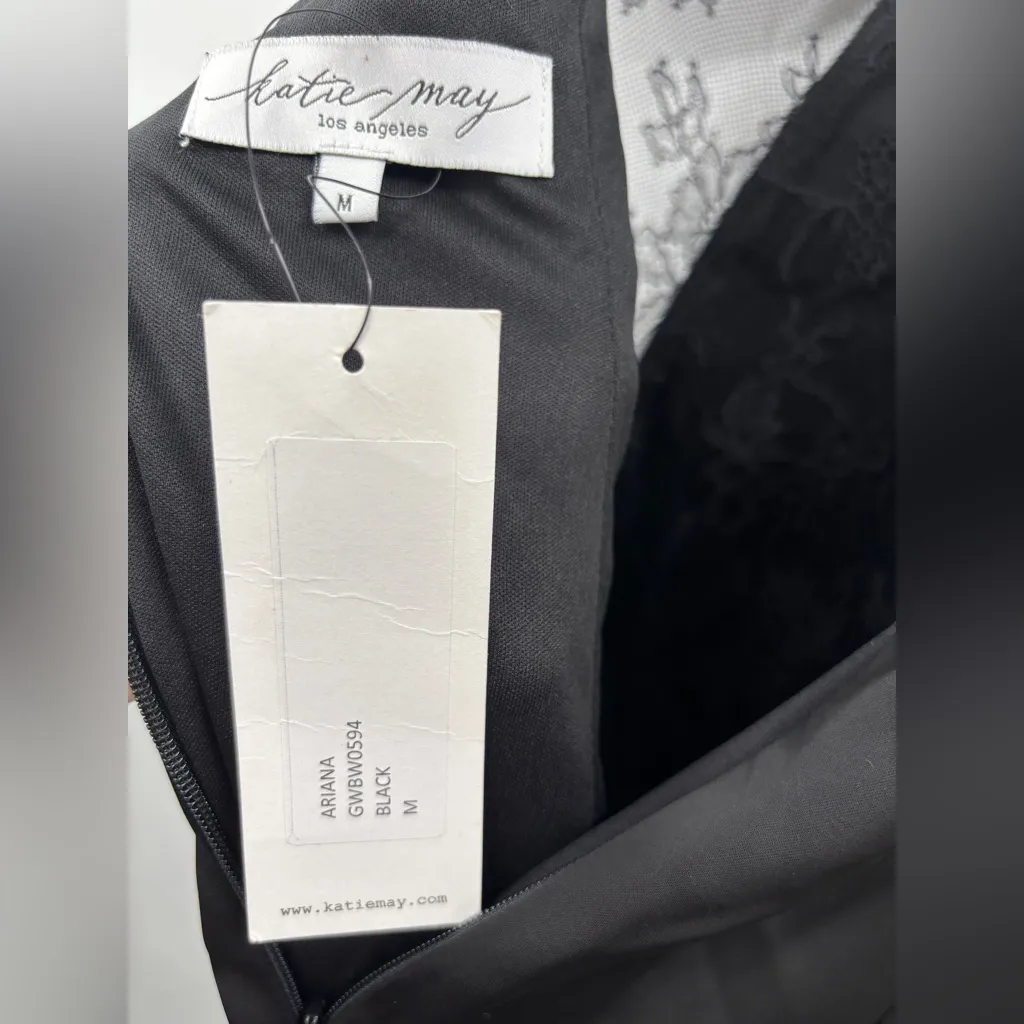 katie may
los angeles
M
ARIANA
GWBW0594
BLACK
M
www.katiemay.com